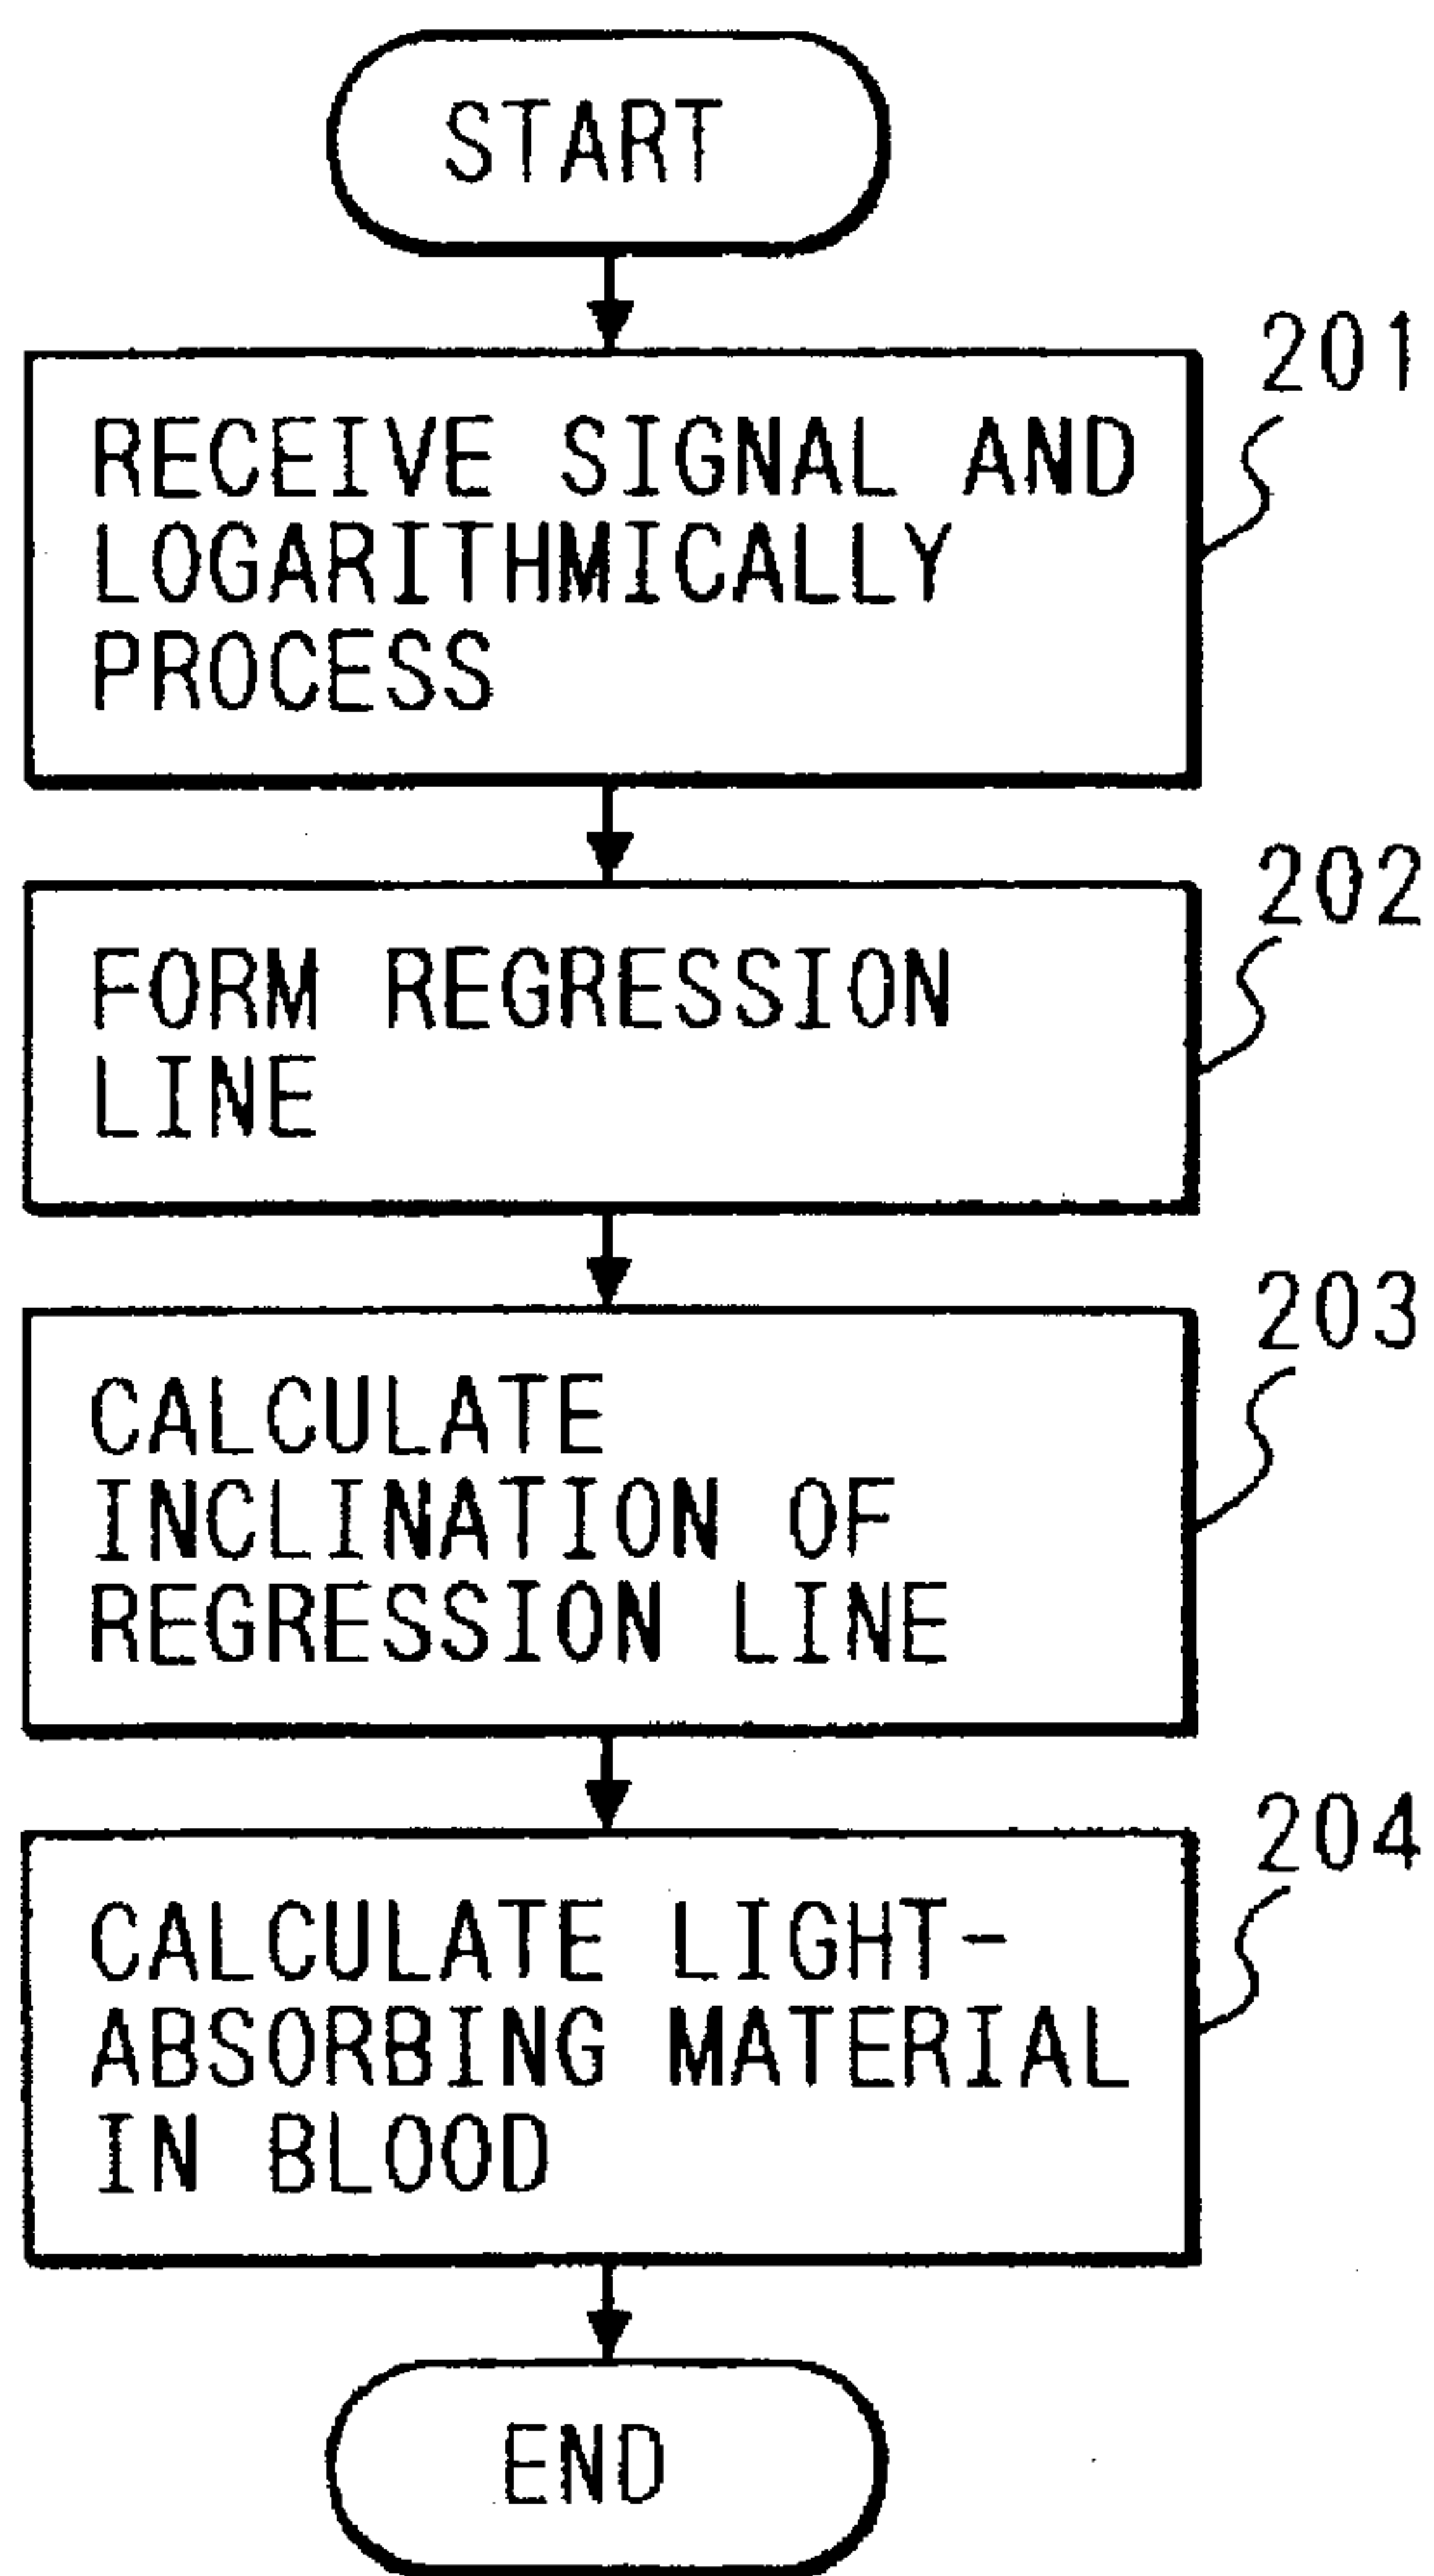 START
201
RECEIVE SIGNAL AND
LOGARITHMICALLY
PROCESS
202
FORM REGRESSION
LINE
203
CALCULATE
INCLINATION OF
REGRESSION LINE
204
CALCULATE LIGHT-
ABSORBING MATERIAL
IN BLOOD
END